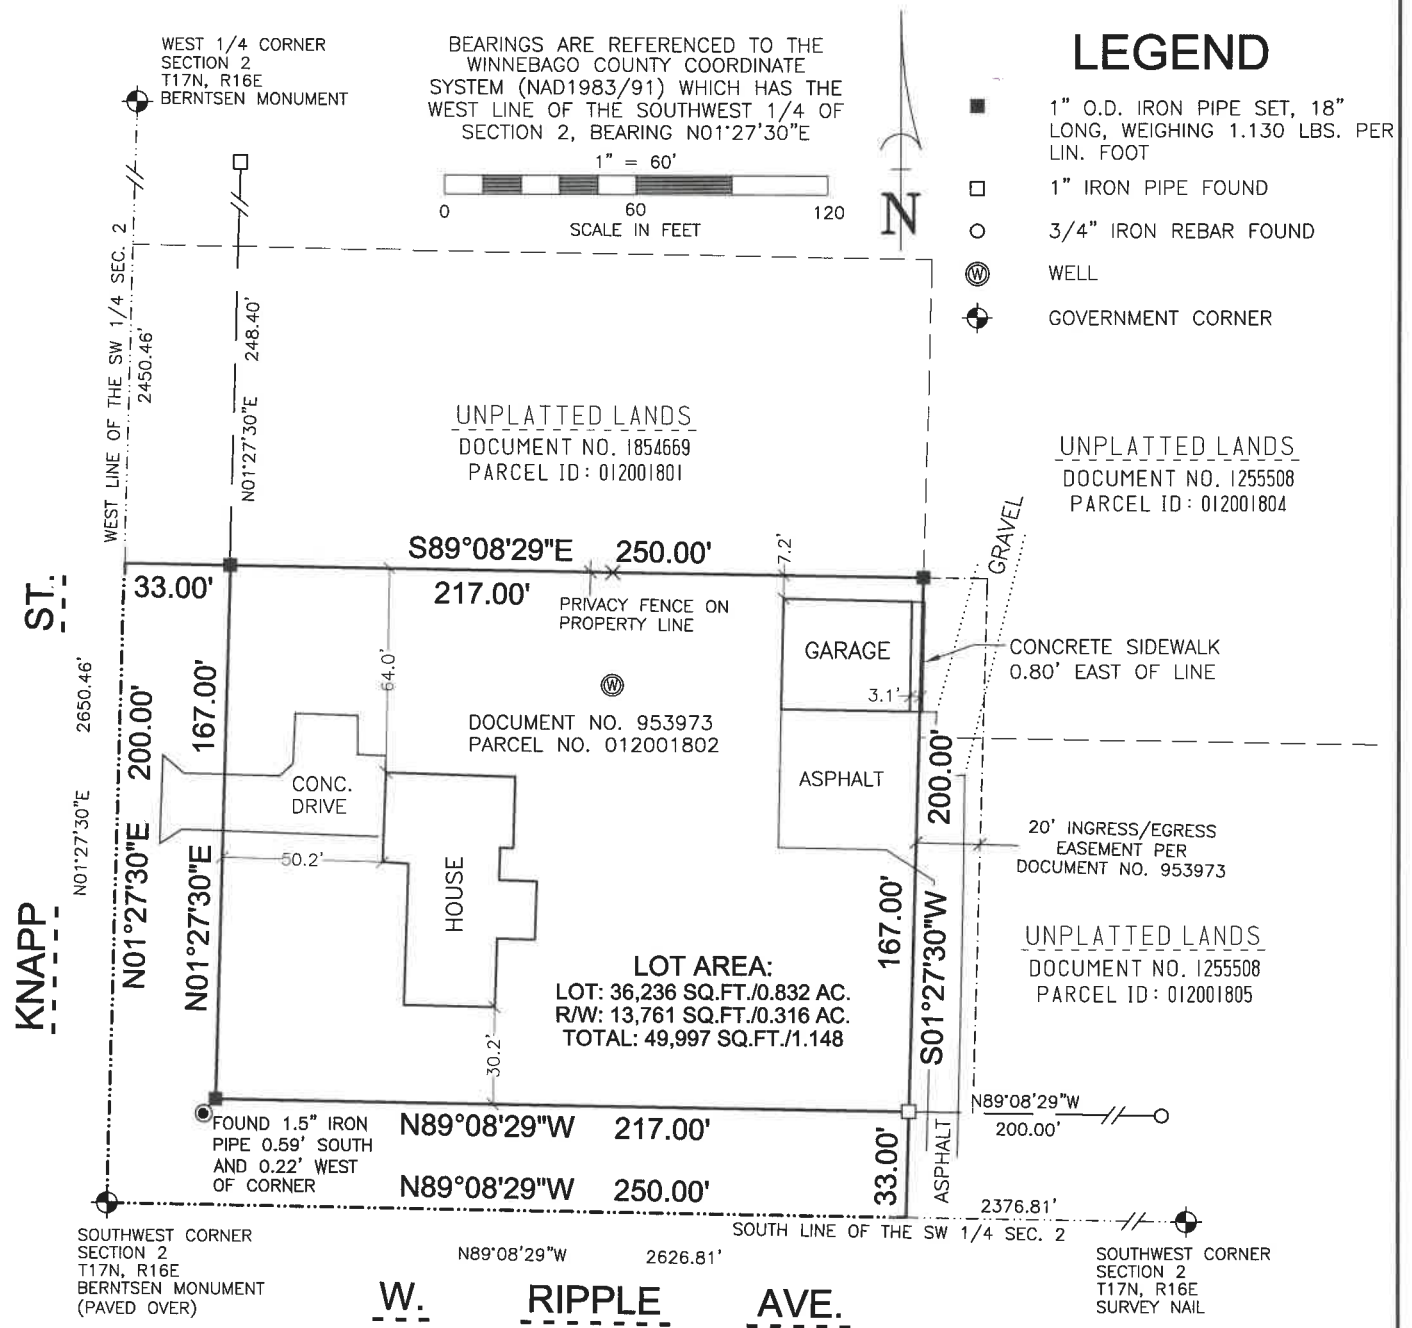 WEST 1/4 CORNER
SECTION 2
T17N, R16E
BERNTSEN MONUMENT
BEARINGS ARE REFERENCED TO THE
WINNEBAGO COUNTY COORDINATE
SYSTEM (NAD1983/91) WHICH HAS THE
WEST LINE OF THE SOUTHWEST 1/4 OF
SECTION 2, BEARING N01°27'30"E
1" = 60'
0 60 120
SCALE IN FEET
N
LEGEND
1" O.D. IRON PIPE SET, 18"
LONG, WEIGHING 1.130 LBS. PER
LIN. FOOT
1" IRON PIPE FOUND
3/4" IRON REBAR FOUND
W WELL
GOVERNMENT CORNER
WEST LINE OF THE SW 1/4 SEC. 2
2450.46'
N01°27'30"E 248.40'
UNPLATTED LANDS
DOCUMENT NO. 1854669
PARCEL ID: 012001801
UNPLATTED LANDS
DOCUMENT NO. 1255508
PARCEL ID: 012001804
GRAVEL
S89°08'29"E 250.00'
7.2'
33.00'
217.00'
PRIVACY FENCE ON
PROPERTY LINE
KNAPP ST.
N01°27'30"E 2650.46'
N01°27'30"E 200.00'
N01°27'30"E 167.00'
64.0'
W
DOCUMENT NO. 953973
PARCEL NO. 012001802
GARAGE
3.1'
CONCRETE SIDEWALK
0.80' EAST OF LINE
ASPHALT
CONC.
DRIVE
50.2'
HOUSE
30.2'
167.00'
S01°27'30"W 200.00'
20' INGRESS/EGRESS
EASEMENT PER
DOCUMENT NO. 953973
UNPLATTED LANDS
DOCUMENT NO. 1255508
PARCEL ID: 012001805
LOT AREA:
LOT: 36,236 SQ.FT./0.832 AC.
R/W: 13,761 SQ.FT./0.316 AC.
TOTAL: 49,997 SQ.FT./1.148
FOUND 1.5" IRON
PIPE 0.59' SOUTH
AND 0.22' WEST
OF CORNER
N89°08'29"W 217.00'
N89°08'29"W 250.00'
33.00'
ASPHALT
N89°08'29"W
200.00'
2376.81'
SOUTH LINE OF THE SW 1/4 SEC. 2
SOUTHWEST CORNER
SECTION 2
T17N, R16E
BERNTSEN MONUMENT
(PAVED OVER)
N89°08'29"W 2626.81'
SOUTHWEST CORNER
SECTION 2
T17N, R16E
SURVEY NAIL
W. RIPPLE AVE.